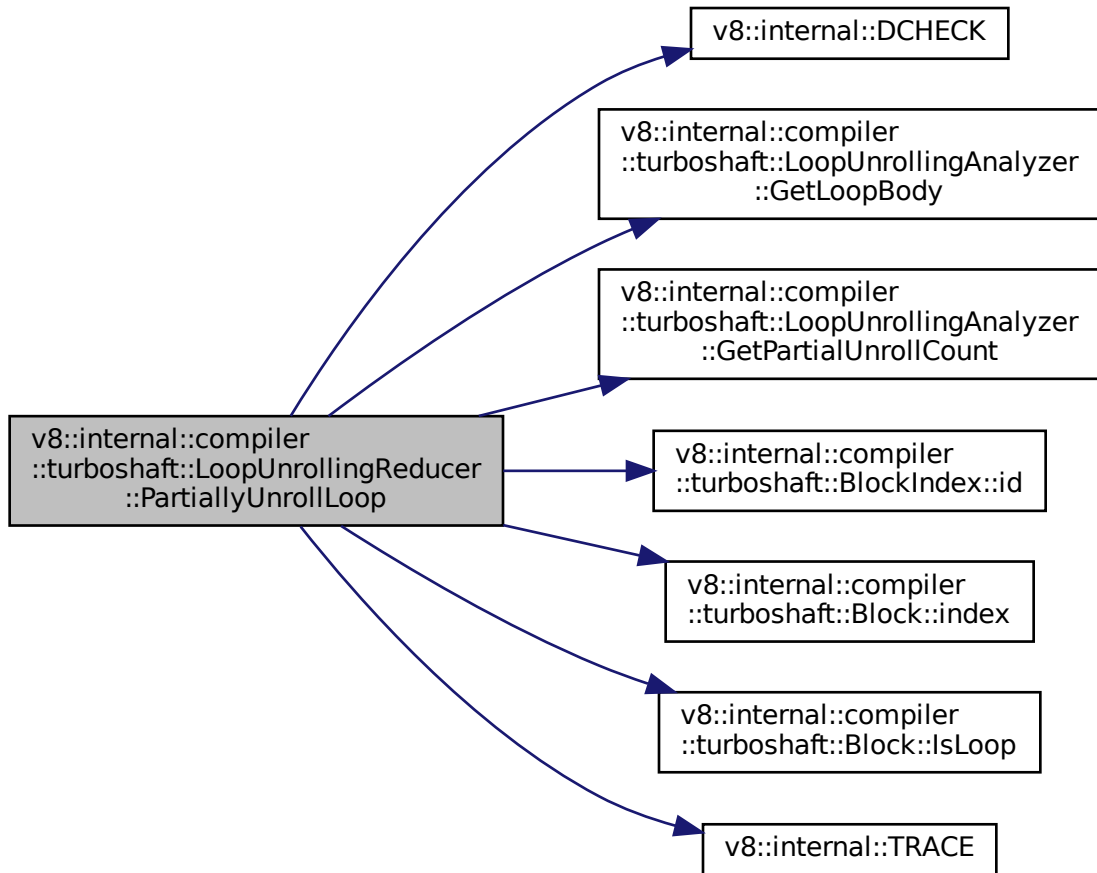 v8::internal::DCHECK
v8::internal::compiler
::turboshaft::LoopUnrollingAnalyzer
::GetLoopBody
v8::internal::compiler
::turboshaft::LoopUnrollingAnalyzer
::GetPartialUnrollCount
v8::internal::compiler
::turboshaft::LoopUnrollingReducer
::PartiallyUnrollLoop
v8::internal::compiler
::turboshaft::BlockIndex::id
v8::internal::compiler
::turboshaft::Block::index
v8::internal::compiler
::turboshaft::Block::IsLoop
v8::internal::TRACE